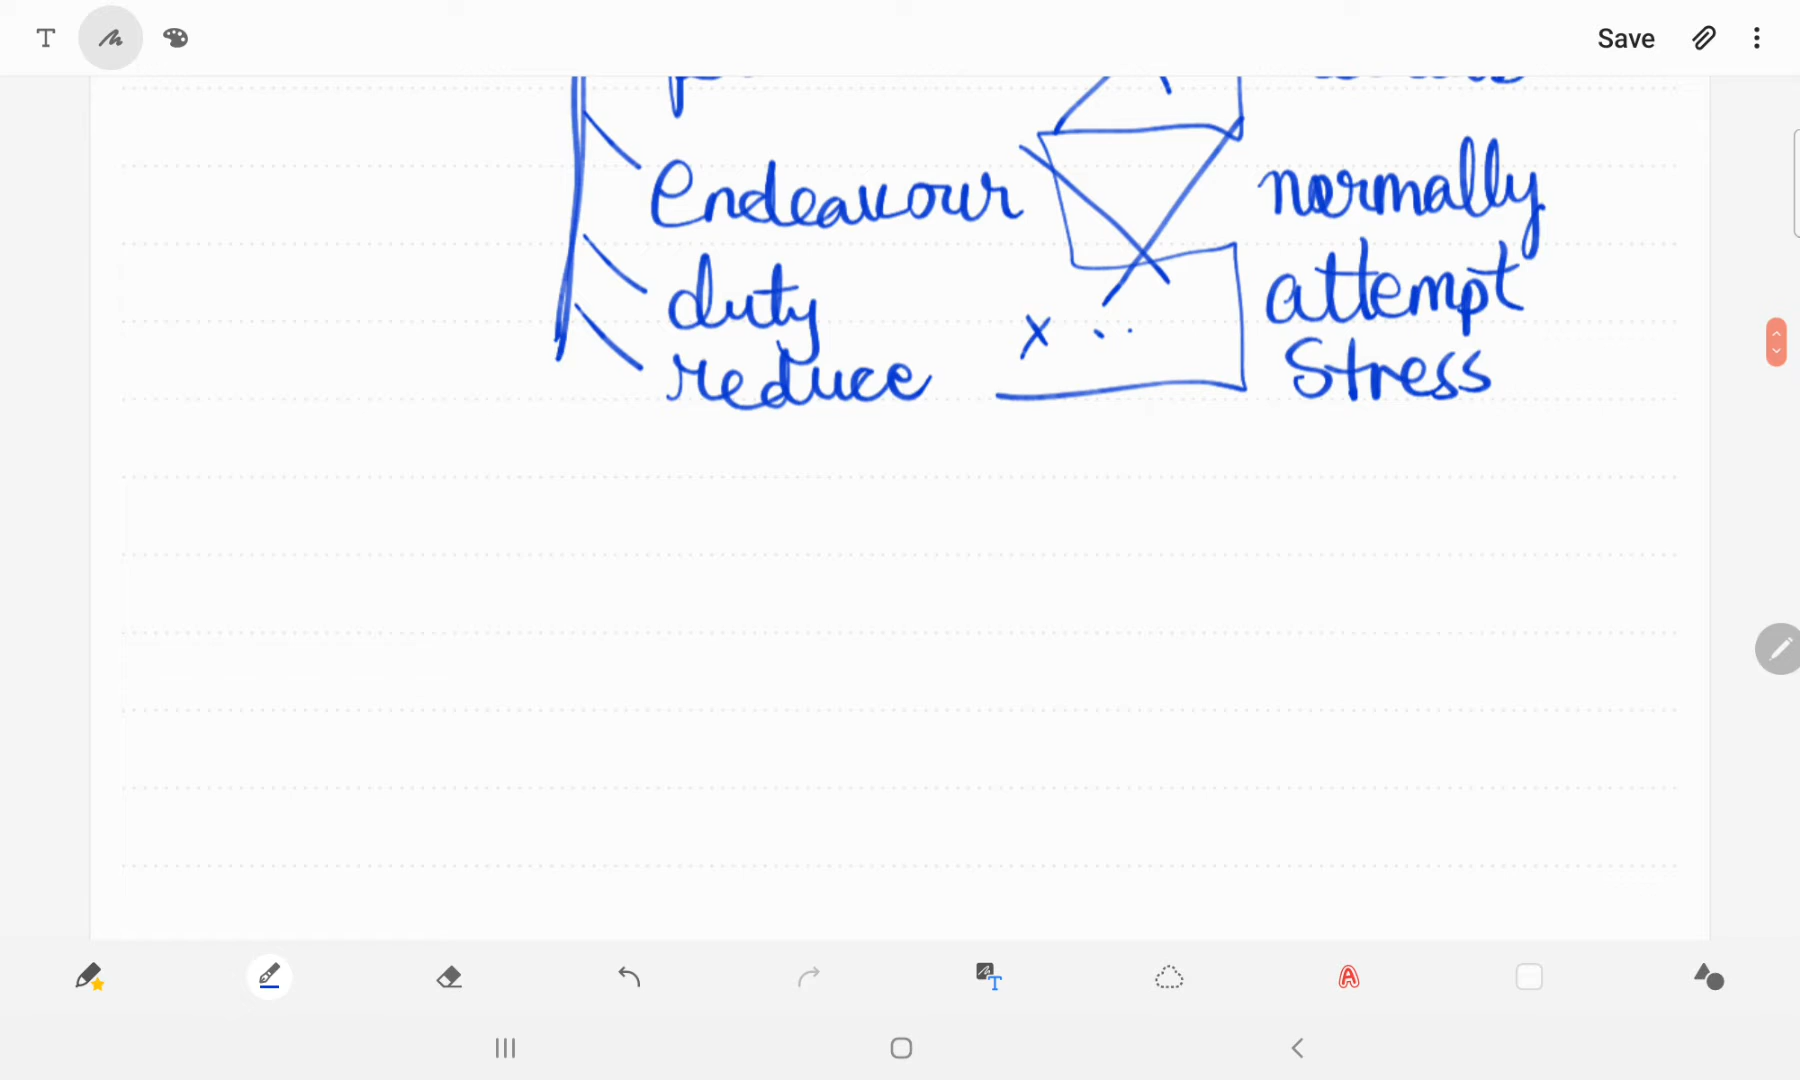 Save
endeavour normally
duty attempt
x ..
reduce stress